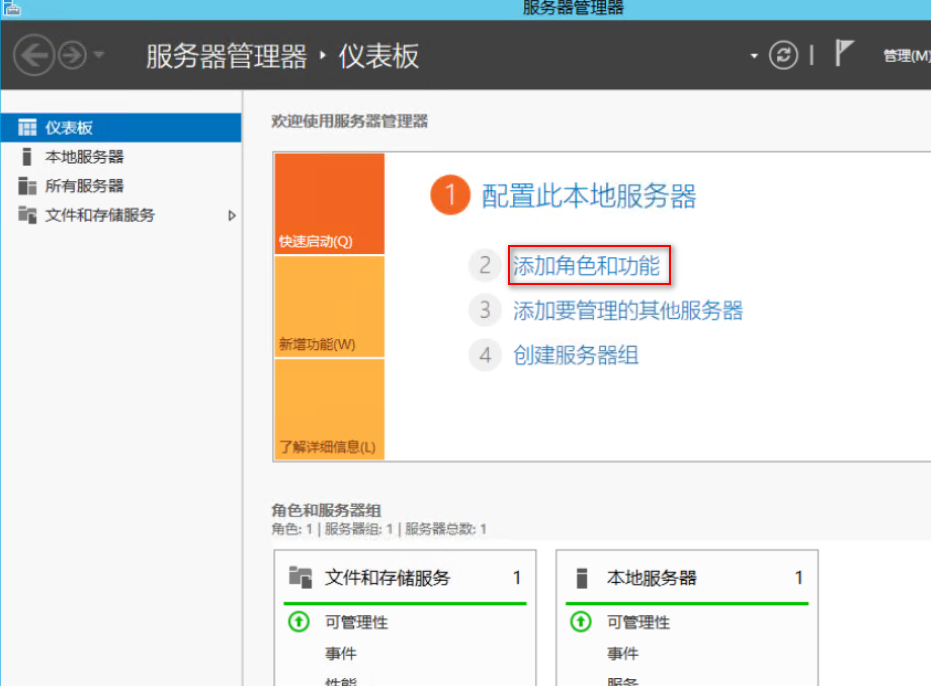 服务器管理器
服务器管理器 ‣ 仪表板
管理(M)
仪表板
本地服务器
所有服务器
文件和存储服务
欢迎使用服务器管理器
快速启动(Q)
新增功能(W)
了解详细信息(L)
1 配置此本地服务器
2 添加角色和功能
3 添加要管理的其他服务器
4 创建服务器组
角色和服务器组
角色: 1 | 服务器组: 1 | 服务器总数: 1
文件和存储服务 1
可管理性
事件
性能
本地服务器 1
可管理性
事件
服务